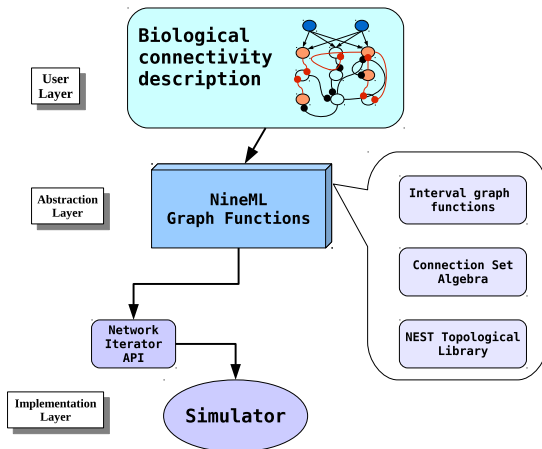 Biological
connectivity
description
User
Layer
NineML
Graph Functions
Abstraction
Layer
Interval graph
functions
Connection Set
Algebra
NEST Topological
Library
Network
Iterator
API
Simulator
Implementation
Layer